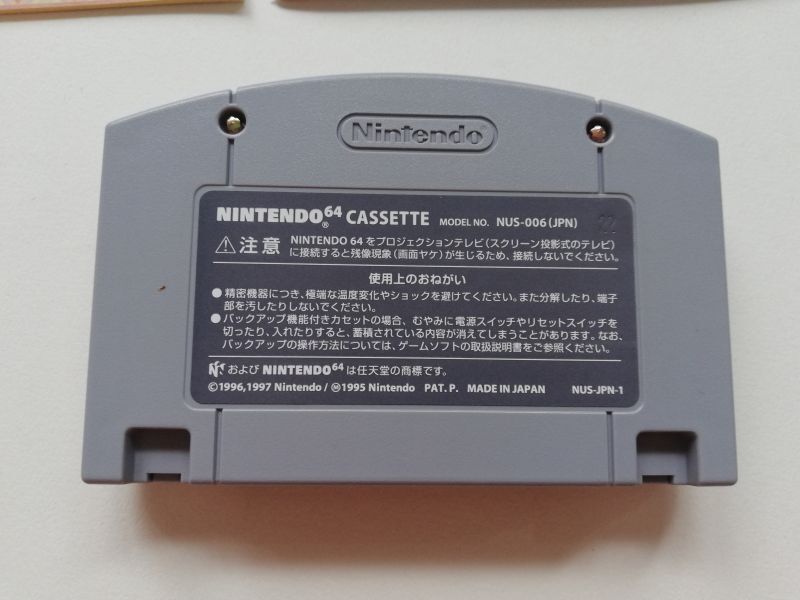 Nintendo
NINTENDO64® CASSETTE MODEL NO. NUS-006(JPN) 22
⚠注意 NINTENDO 64 をプロジェクションテレビ(スクリーン投影式のテレビ)
に接続すると残像現象(画面ヤケ)が生じるため、接続しないでください。
使用上のおねがい
●精密機器につき、極端な温度変化やショックを避けてください。また分解したり、端子
部を汚したりしないでください。
●バックアップ機能付きカセットの場合、むやみに電源スイッチやリセットスイッチを
切ったり、入れたりすると、蓄積されている内容が消えてしまうことがあります。なお、
バックアップの操作方法については、ゲームソフトの取扱説明書をご参照ください。
および NINTENDO64 は任天堂の商標です。
©1996,1997 Nintendo/Ⓜ1995 Nintendo PAT. P. MADE IN JAPAN NUS-JPN-1